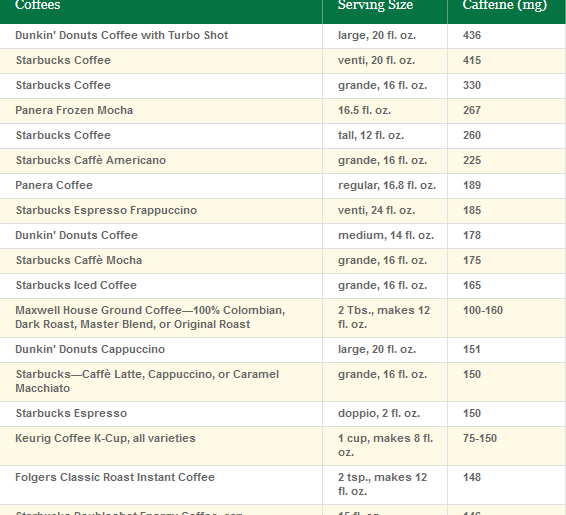 Coffees Serving Size Caffeine (mg)
Dunkin' Donuts Coffee with Turbo Shot large, 20 fl. oz. 436
Starbucks Coffee venti, 20 fl. oz. 415
Starbucks Coffee grande, 16 fl. oz. 330
Panera Frozen Mocha 16.5 fl. oz. 267
Starbucks Coffee tall, 12 fl. oz. 260
Starbucks Caffè Americano grande, 16 fl. oz. 225
Panera Coffee regular, 16.8 fl. oz. 189
Starbucks Espresso Frappuccino venti, 24 fl. oz. 185
Dunkin' Donuts Coffee medium, 14 fl. oz. 178
Starbucks Caffè Mocha grande, 16 fl. oz. 175
Starbucks Iced Coffee grande, 16 fl. oz. 165
Maxwell House Ground Coffee—100% Colombian, 2 Tbs., makes 12 100-160
Dark Roast, Master Blend, or Original Roast fl. oz.
Dunkin' Donuts Cappuccino large, 20 fl. oz. 151
Starbucks—Caffè Latte, Cappuccino, or Caramel grande, 16 fl. oz. 150
Macchiato
Starbucks Espresso doppio, 2 fl. oz. 150
Keurig Coffee K-Cup, all varieties 1 cup, makes 8 fl. 75-150
oz.
Folgers Classic Roast Instant Coffee 2 tsp., makes 12 148
fl. oz.
Starbucks Doubleshot Energy Coffee, can 15 fl. oz. 146